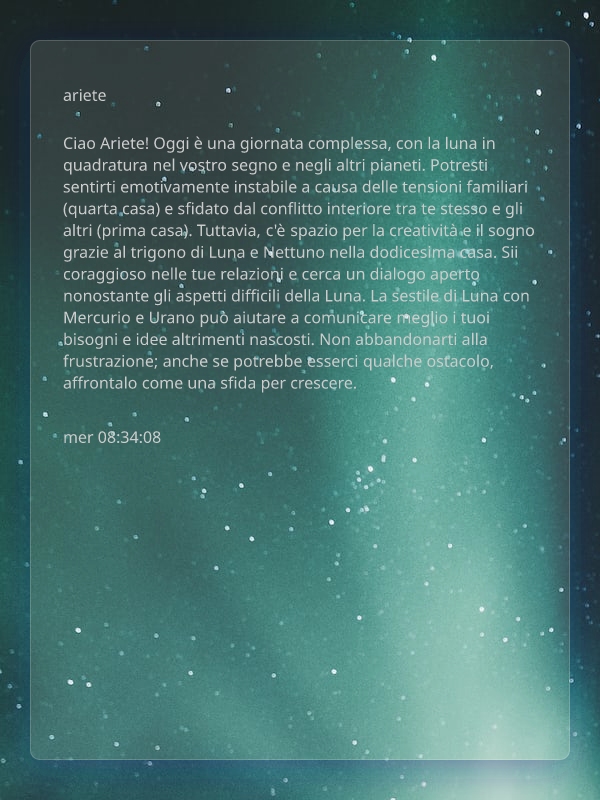 ariete
Ciao Ariete! Oggi è una giornata complessa, con la luna in
quadratura nel vostro segno e negli altri pianeti. Potresti
sentirti emotivamente instabile a causa delle tensioni familiari
(quarta casa) e sfidato dal conflitto interiore tra te stesso e gli
altri (prima casa). Tuttavia, c'è spazio per la creatività e il sogno
grazie al trigono di Luna e Nettuno nella dodicesima casa. Sii
coraggioso nelle tue relazioni e cerca un dialogo aperto
nonostante gli aspetti difficili della Luna. La sestile di Luna con
Mercurio e Urano può aiutare a comunicare meglio i tuoi
bisogni e idee altrimenti nascosti. Non abbandonarti alla
frustrazione; anche se potrebbe esserci qualche ostacolo,
affrontalo come una sfida per crescere.
mer 08:34:08